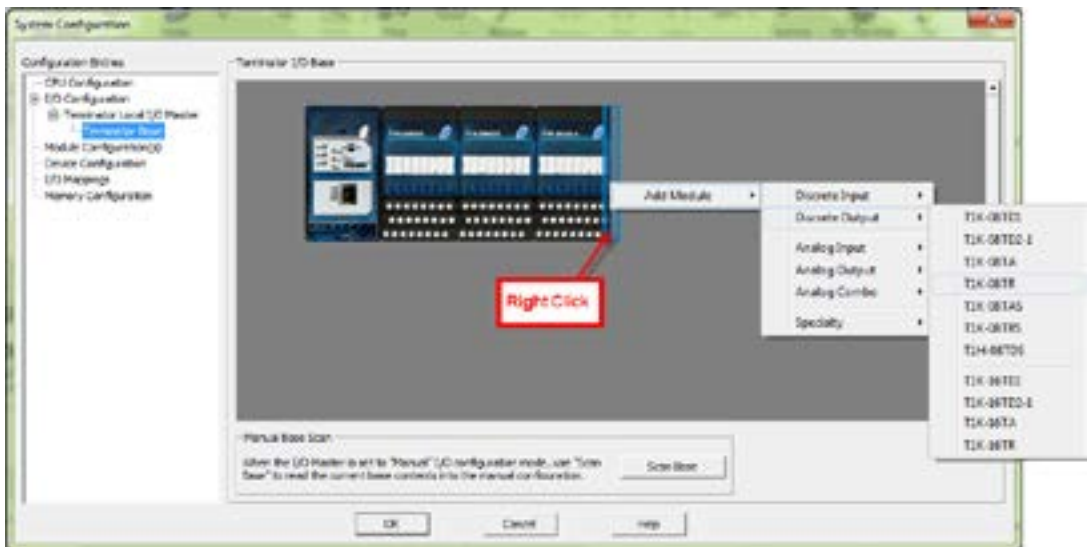 System Configuration
Configuration Entries
CPU Configuration
I/O Configuration
Terminator Local I/O Master
Terminator Base
Module Configuration(s)
Device Configuration
I/O Mappings
Memory Configuration
Terminator I/O Base
Add Module
Discrete Input
Discrete Output
Analog Input
Analog Output
Analog Combo
Specialty
T1K-08TD1
T1K-08TD2-1
T1K-08TA
T1K-08TR
T1K-08TAS
T1K-08TRS
T1H-08TDS
T1K-16TD1
T1K-16TD2-1
T1K-16TA
T1K-16TR
Right Click
Manual Base Scan
When the I/O Master is set to "Manual" I/O configuration mode, use "Scan
Base" to read the current base contents into the manual configuration.
Scan Base
OK
Cancel
Help